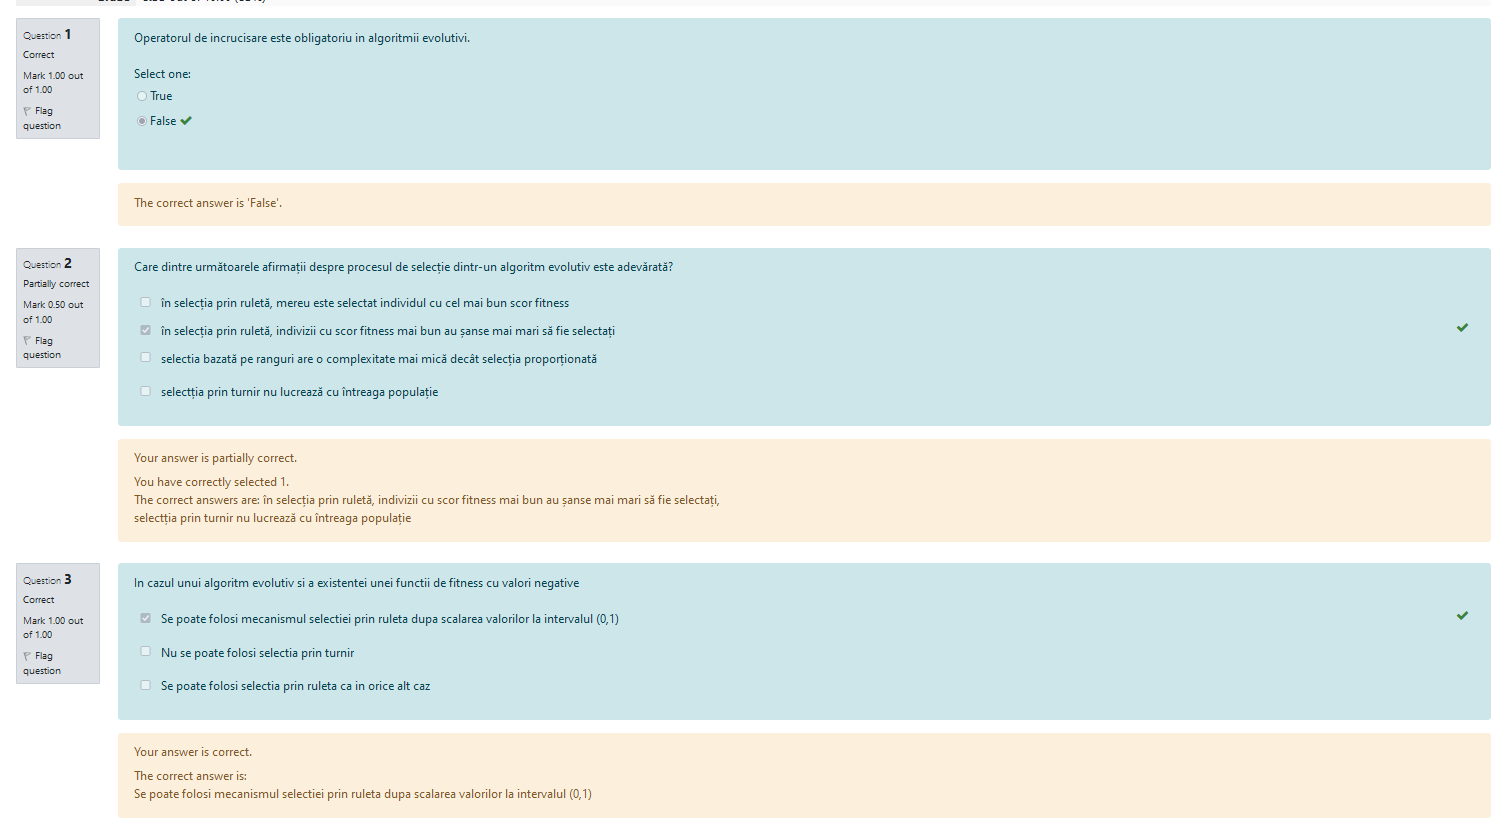 Question 1
Correct
Mark 1.00 out
of 1.00
Flag
question
Operatorul de incrucisare este obligatoriu in algoritmii evolutivi.
Select one:
True
False
The correct answer is 'False'.
Question 2
Partially correct
Mark 0.50 out
of 1.00
Flag
question
Care dintre următoarele afirmații despre procesul de selecție dintr-un algoritm evolutiv este adevărată?
în selecția prin ruletă, mereu este selectat individul cu cel mai bun scor fitness
în selecția prin ruletă, indivizii cu scor fitness mai bun au șanse mai mari să fie selectați
selectia bazată pe ranguri are o complexitate mai mică decât selecția proporționată
selectția prin turnir nu lucrează cu întreaga populație
Your answer is partially correct.
You have correctly selected 1.
The correct answers are: în selecția prin ruletă, indivizii cu scor fitness mai bun au șanse mai mari să fie selectați,
selectția prin turnir nu lucrează cu întreaga populație
Question 3
Correct
Mark 1.00 out
of 1.00
Flag
question
In cazul unui algoritm evolutiv si a existentei unei functii de fitness cu valori negative
Se poate folosi mecanismul selectiei prin ruleta dupa scalarea valorilor la intervalul (0,1)
Nu se poate folosi selectia prin turnir
Se poate folosi selectia prin ruleta ca in orice alt caz
Your answer is correct.
The correct answer is:
Se poate folosi mecanismul selectiei prin ruleta dupa scalarea valorilor la intervalul (0,1)